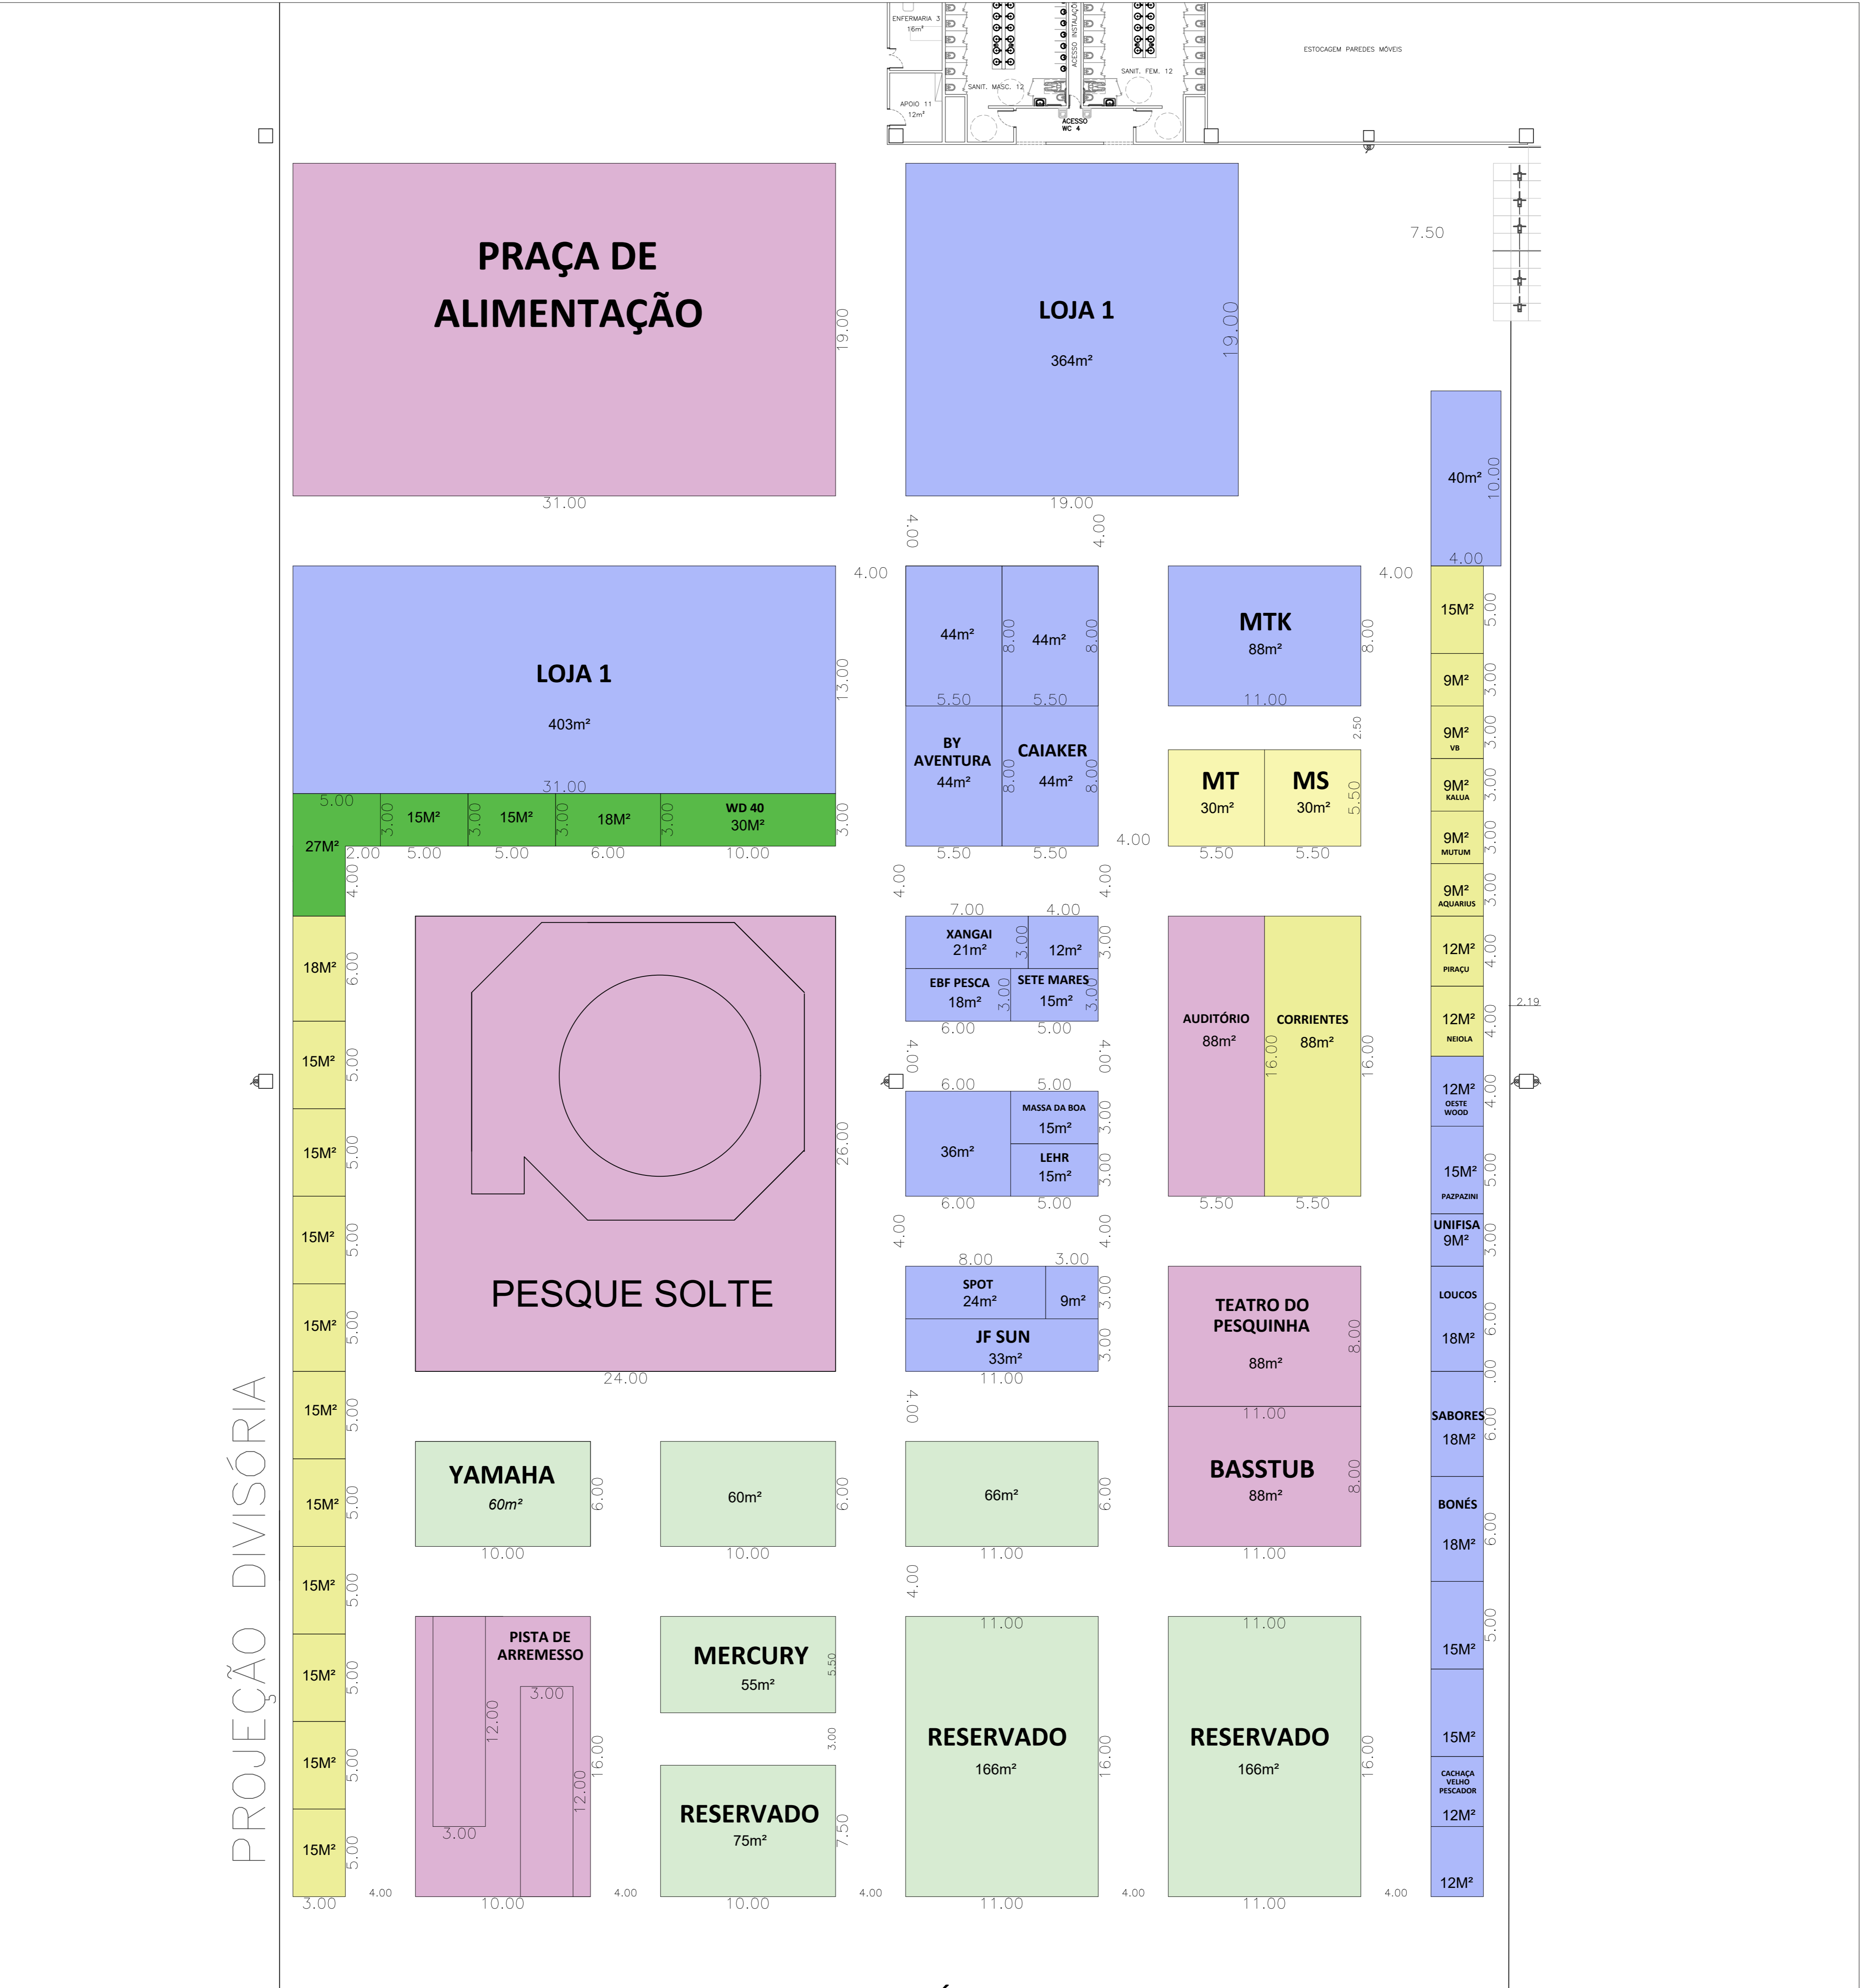 ENFERMARIA 3
16m²
ACESSO INSTALAÇÕ
ESTOCAGEM PAREDES MÓVEIS
SANIT. MASC. 12
SANIT. FEM. 12
APOIO 11
12m²
ACESSO
WC 4
PRAÇA DE
ALIMENTAÇÃO
19.00
31.00
LOJA 1
364m²
19.00
19.00
7.50
40m²
10.00
4.00
4.00
4.00
4.00
4.00
LOJA 1
403m²
13.00
31.00
44m²
8.00
44m²
8.00
5.50
5.50
BY
AVENTURA
44m²
8.00
CAIAKER
44m²
8.00
5.50
5.50
MTK
88m²
8.00
11.00
2.50
MT
30m²
MS
30m²
5.50
4.00
5.50
5.50
5.00
27M²
3.00
15M²
3.00
15M²
3.00
18M²
3.00
WD 40
30M²
3.00
2.00
5.00
5.00
6.00
10.00
4.00
4.00
4.00
15M²
5.00
9M²
3.00
9M²
VB
3.00
9M²
KALUA
3.00
9M²
MUTUM
3.00
9M²
AQUARIUS
3.00
12M²
PIRAÇU
4.00
12M²
NEIOLA
4.00
2.19
12M²
OESTE
WOOD
4.00
15M²
PAZPAZINI
5.00
UNIFISA
9M²
3.00
LOUCOS
18M²
6.00
.00
SABORES
18M²
6.00
BONÉS
18M²
6.00
15M²
5.00
15M²
CACHAÇA
VELHO
PESCADOR
12M²
12M²
7.00
4.00
XANGAI
21m²
3.00
12m²
3.00
EBF PESCA
18m²
3.00
SETE MARES
15m²
3.00
6.00
5.00
4.00
4.00
6.00
5.00
36m²
MASSA DA BOA
15m²
3.00
LEHR
15m²
3.00
6.00
5.00
4.00
4.00
8.00
3.00
SPOT
24m²
9m²
3.00
JF SUN
33m²
3.00
11.00
4.00
AUDITÓRIO
88m²
16.00
CORRIENTES
88m²
16.00
5.50
5.50
TEATRO DO
PESQUINHA
88m²
8.00
11.00
BASSTUB
88m²
8.00
11.00
PESQUE SOLTE
26.00
24.00
18M²
6.00
15M²
5.00
15M²
5.00
15M²
5.00
15M²
5.00
15M²
5.00
15M²
5.00
15M²
5.00
15M²
5.00
15M²
5.00
15M²
5.00
3.00
PROJEÇÃO DIVISÓRIA
5
YAMAHA
60m²
6.00
10.00
60m²
6.00
10.00
66m²
6.00
11.00
4.00
PISTA DE
ARREMESSO
12.00
3.00
3.00
12.00
16.00
10.00
MERCURY
55m²
5.50
3.00
RESERVADO
75m²
7.50
10.00
11.00
RESERVADO
166m²
16.00
11.00
11.00
RESERVADO
166m²
16.00
11.00
4.00
4.00
4.00
4.00
4.00